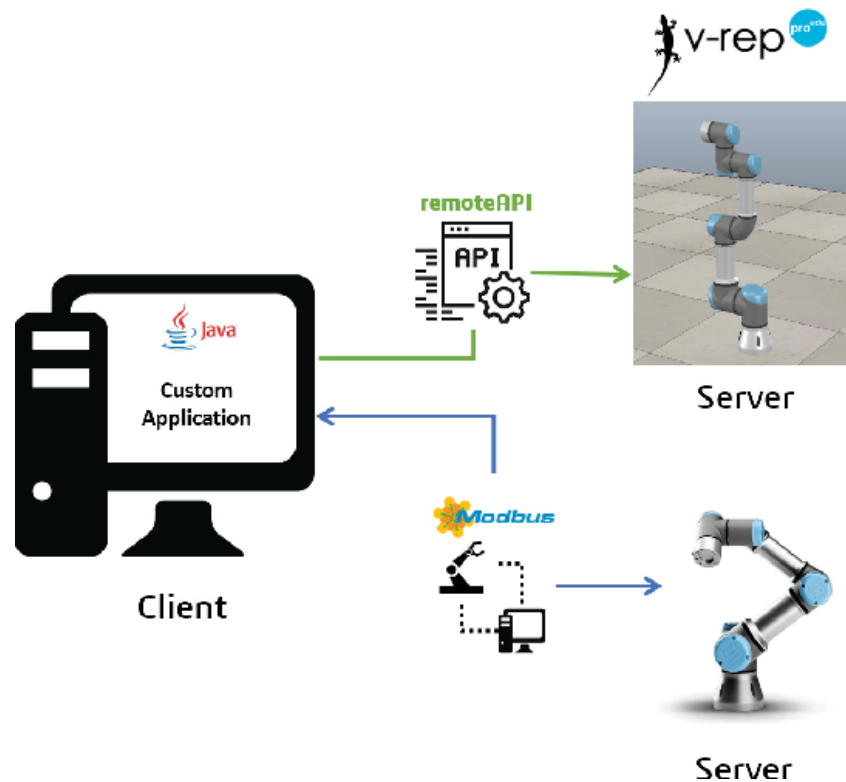 v-rep
pro edu
remoteAPI
API
Java
Custom
Application
Server
Modbus
Client
Server